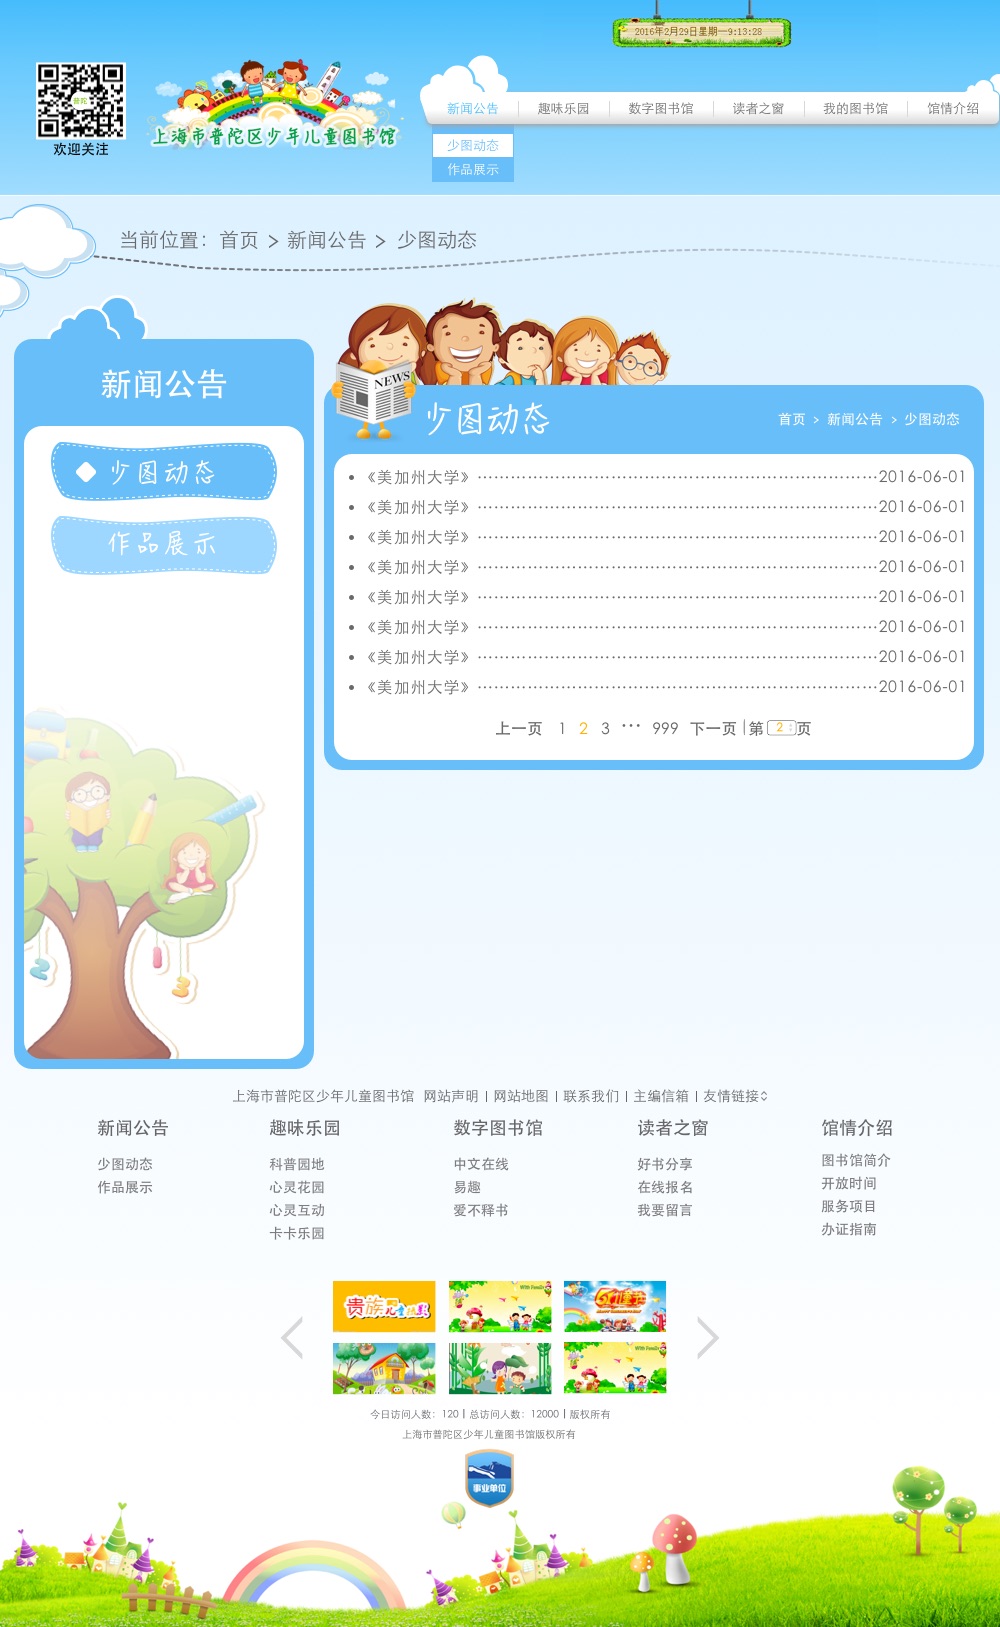 2016年2月29日星期一9:13:28
普陀
欢迎关注
上海市普陀区少年儿童图书馆
新闻公告 趣味乐园 数字图书馆 读者之窗 我的图书馆 馆情介绍
少图动态
作品展示
当前位置：首页 > 新闻公告 > 少图动态
新闻公告
少图动态
作品展示
NEWS
少图动态
首页 > 新闻公告 > 少图动态
• 《美加州大学》 ························································2016-06-01
• 《美加州大学》 ························································2016-06-01
• 《美加州大学》 ························································2016-06-01
• 《美加州大学》 ························································2016-06-01
• 《美加州大学》 ························································2016-06-01
• 《美加州大学》 ························································2016-06-01
• 《美加州大学》 ························································2016-06-01
• 《美加州大学》 ························································2016-06-01
上一页 1 2 3 ··· 999 下一页 | 第 2 页
2
3
上海市普陀区少年儿童图书馆 网站声明 | 网站地图 | 联系我们 | 主编信箱 | 友情链接
新闻公告
少图动态
作品展示
趣味乐园
科普园地
心灵花园
心灵互动
卡卡乐园
数字图书馆
中文在线
易趣
爱不释书
读者之窗
好书分享
在线报名
我要留言
馆情介绍
图书馆简介
开放时间
服务项目
办证指南
贵族儿童摄影
With Family
With Family
今日访问人数：120 | 总访问人数：12000 | 版权所有
上海市普陀区少年儿童图书馆版权所有
事业单位